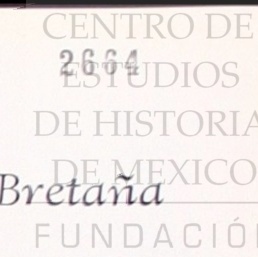 CENTRO DE
2664
ESTUDIOS
DE HISTORIA
DE MEXICO
Bretaña
FUNDACIÓ